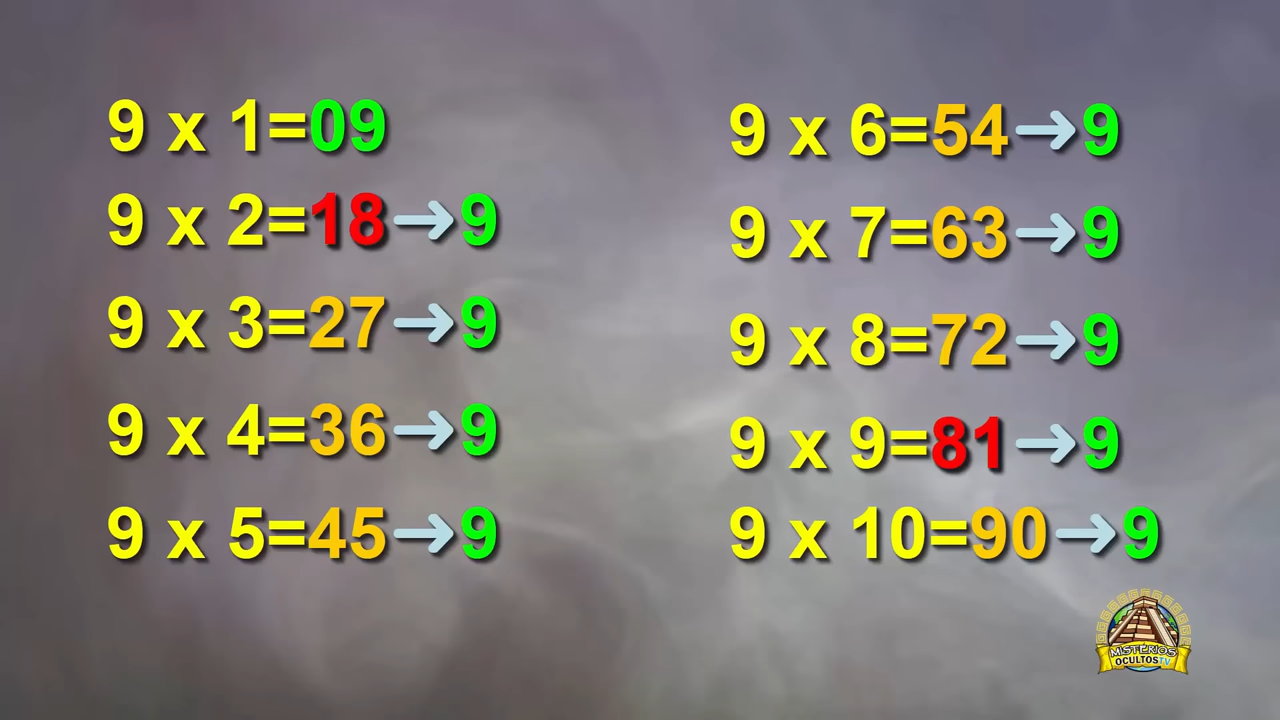 9 x 1=09
9 x 2=18→9
9 x 3=27→9
9 x 4=36→9
9 x 5=45→9
9 x 6=54→9
9 x 7=63→9
9 x 8=72→9
9 x 9=81→9
9 x 10=90→9
MISTERIOS
OCULTOSTV